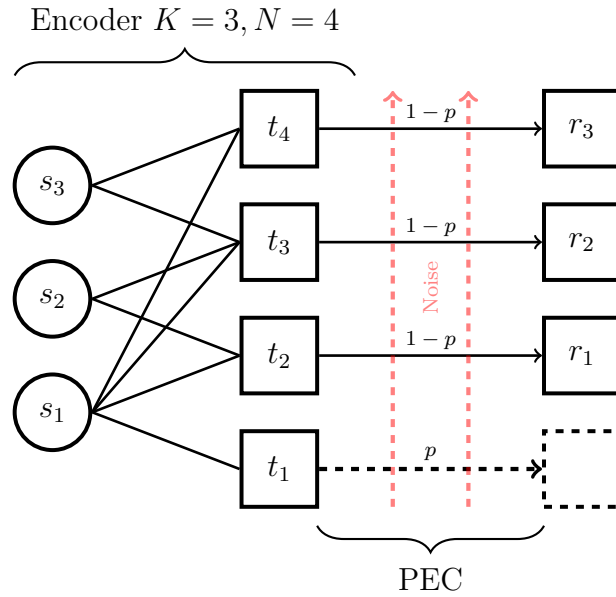 Encoder K = 3, N = 4
t₄
1 − p
r₃
s₃
t₃
1 − p
r₂
s₂
Noise
t₂
1 − p
r₁
s₁
t₁
p
PEC